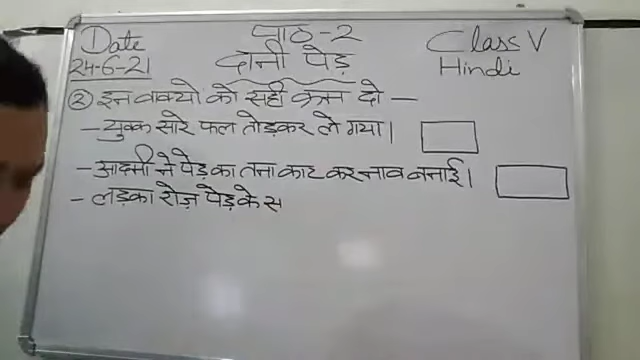 Date
24-6-21
पाठ-2
दानी पेड़
Class V
Hindi
② इन वाक्यो को सही क्रम दो —
- युवक सारे फल तोड़कर ले गया।
- आदमी ने पेड़ का तना काट कर नाव बनाई।
- लड़का रोज़ पेड़ के स